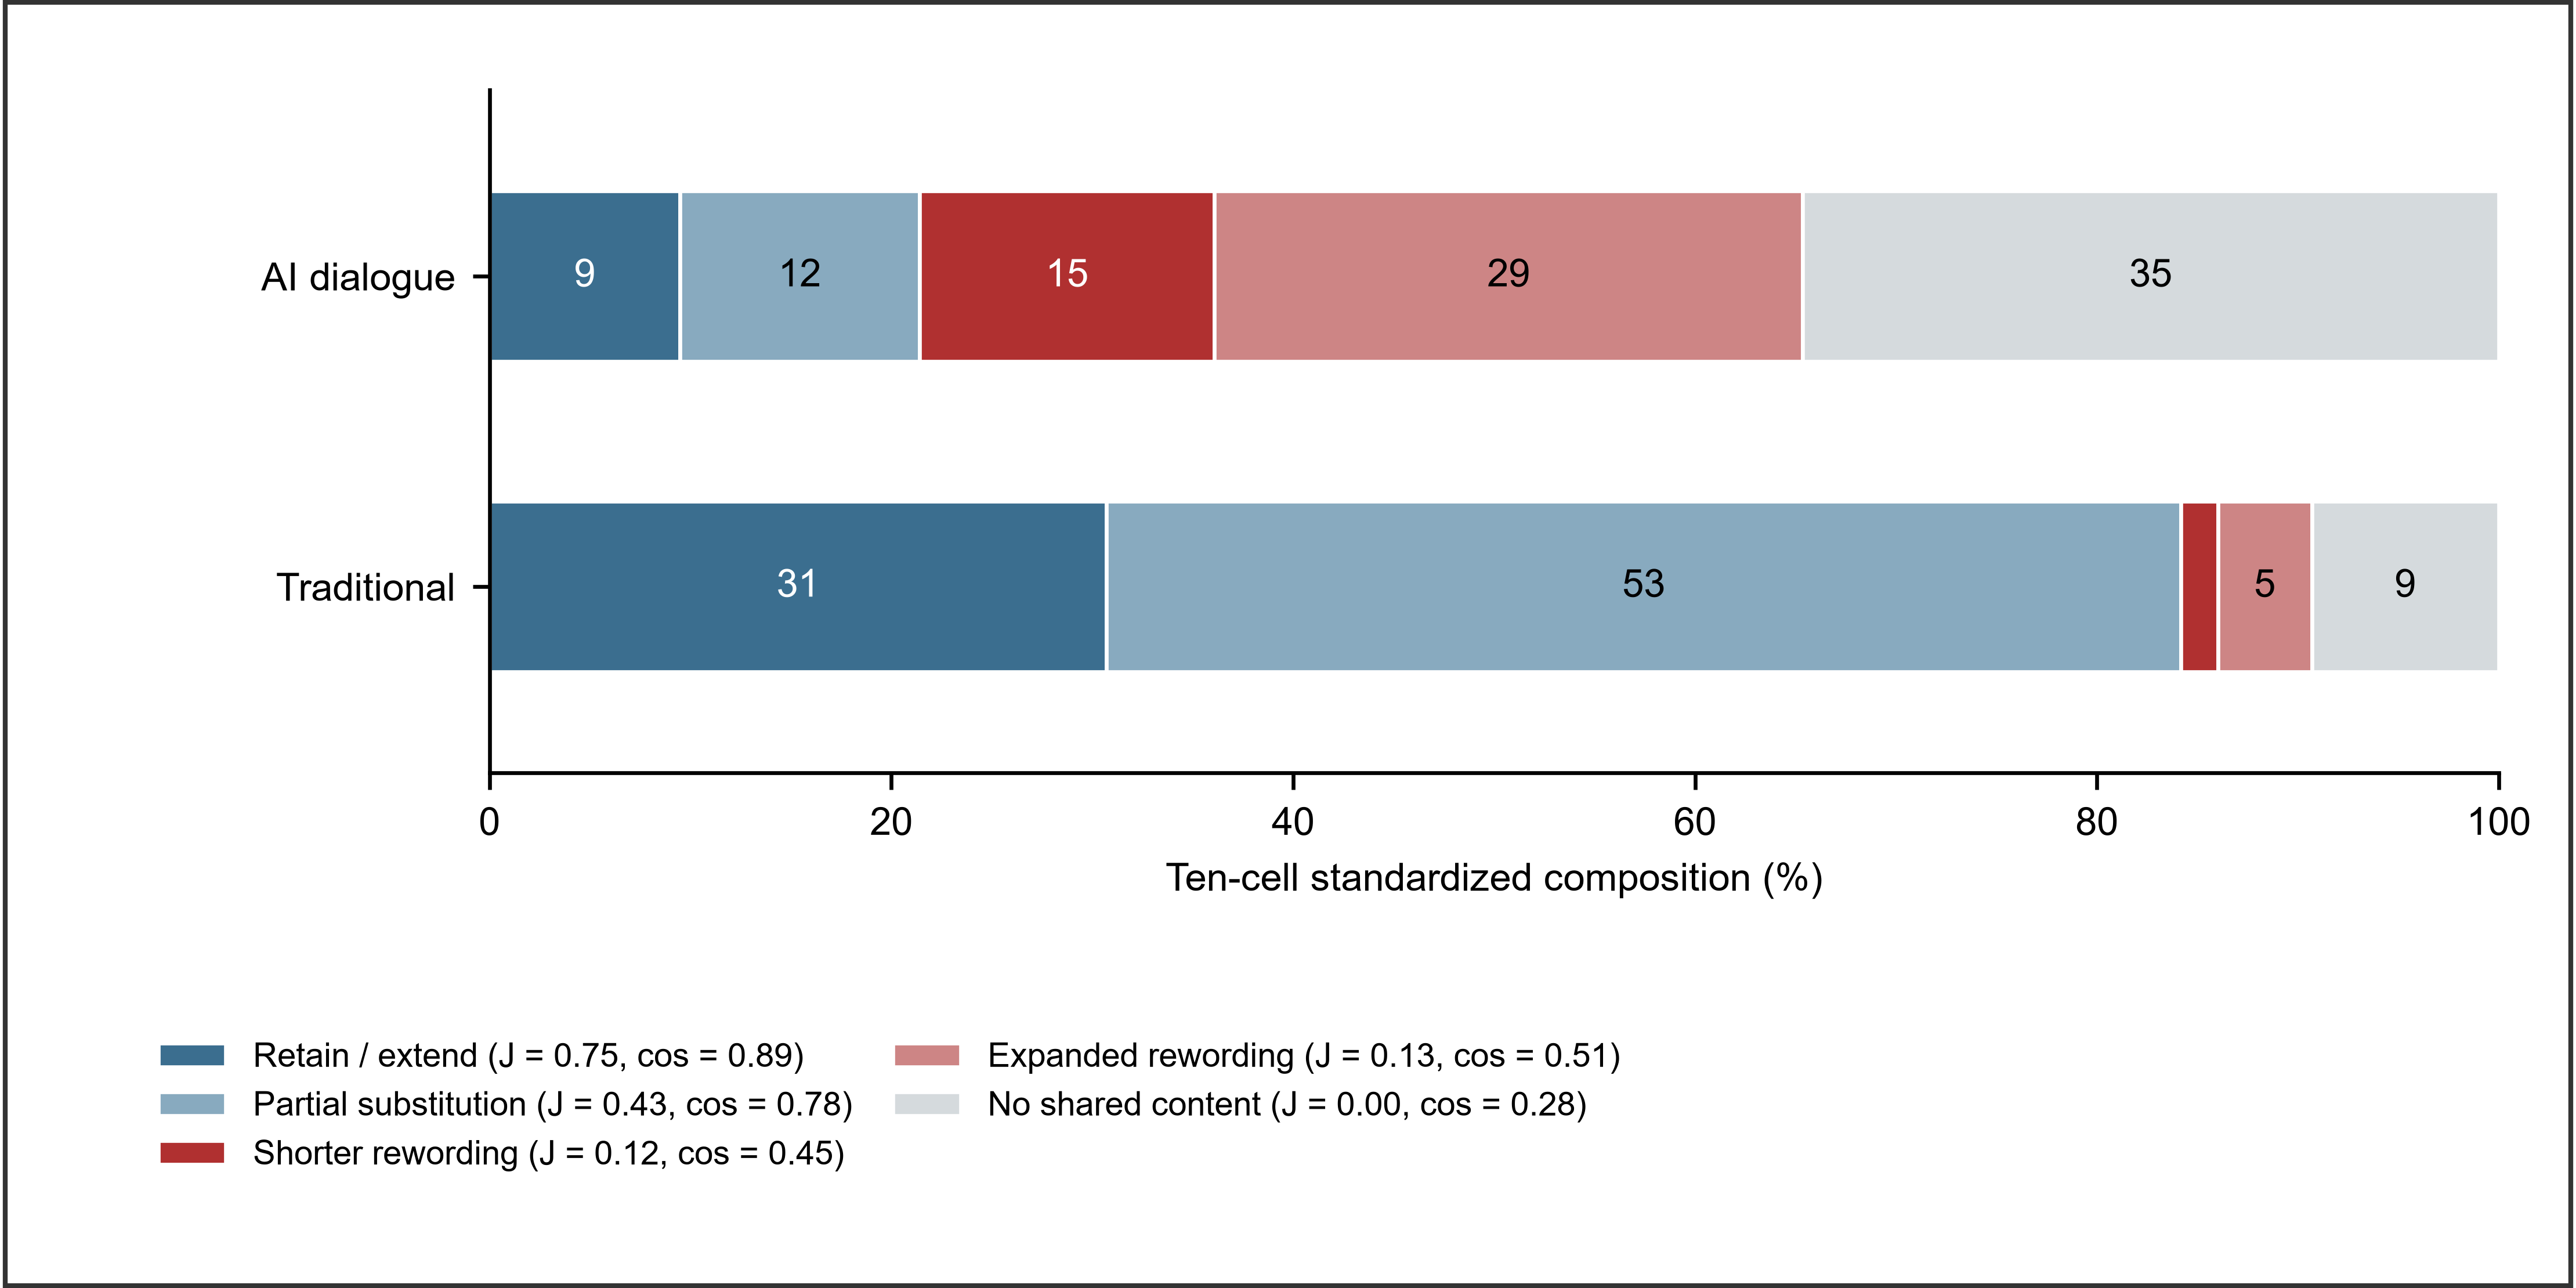 AI dialogue
9 12 15 29 35
Traditional
31 53 5 9
0 20 40 60 80 100
Ten-cell standardized composition (%)
Retain / extend (J = 0.75, cos = 0.89)
Partial substitution (J = 0.43, cos = 0.78)
Shorter rewording (J = 0.12, cos = 0.45)
Expanded rewording (J = 0.13, cos = 0.51)
No shared content (J = 0.00, cos = 0.28)